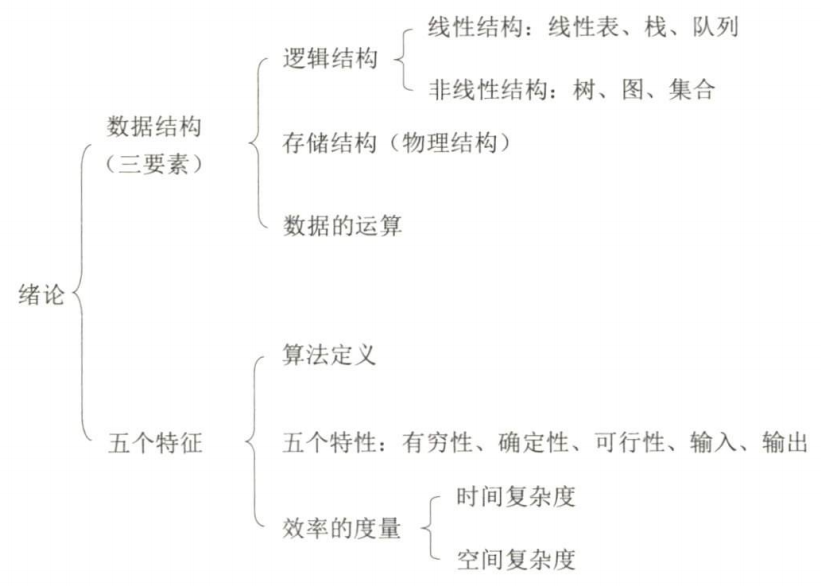 线性结构：线性表、栈、队列
逻辑结构
非线性结构：树、图、集合
数据结构
（三要素）
存储结构（物理结构）
数据的运算
绪论
算法定义
五个特征
五个特性：有穷性、确定性、可行性、输入、输出
时间复杂度
效率的度量
空间复杂度